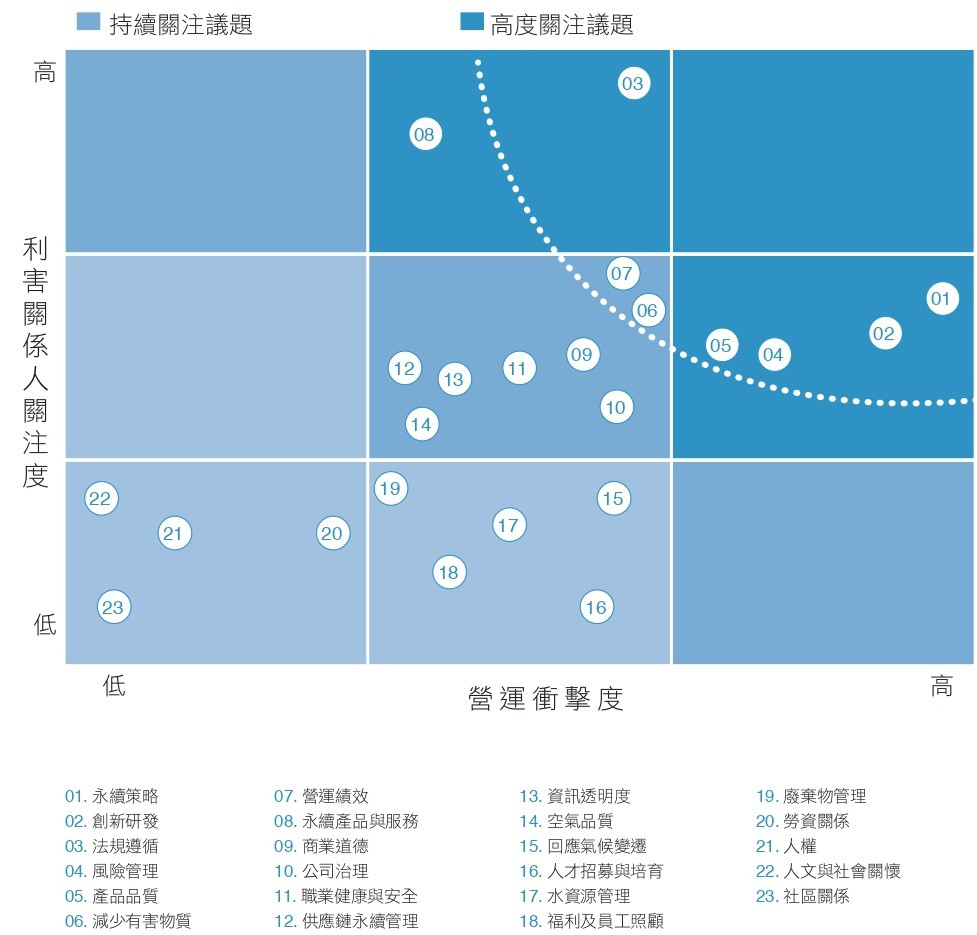 持續關注議題
高度關注議題
高
利害關係人關注度
低
03
08
07
01
06
02
05
04
09
12
11
13
10
14
19
22
15
17
21
20
18
23
16
低
營運衝擊度
高
01. 永續策略
02. 創新研發
03. 法規遵循
04. 風險管理
05. 產品品質
06. 減少有害物質
07. 營運績效
08. 永續產品與服務
09. 商業道德
10. 公司治理
11. 職業健康與安全
12. 供應鏈永續管理
13. 資訊透明度
14. 空氣品質
15. 回應氣候變遷
16. 人才招募與培育
17. 水資源管理
18. 福利及員工照顧
19. 廢棄物管理
20. 勞資關係
21. 人權
22. 人文與社會關懷
23. 社區關係